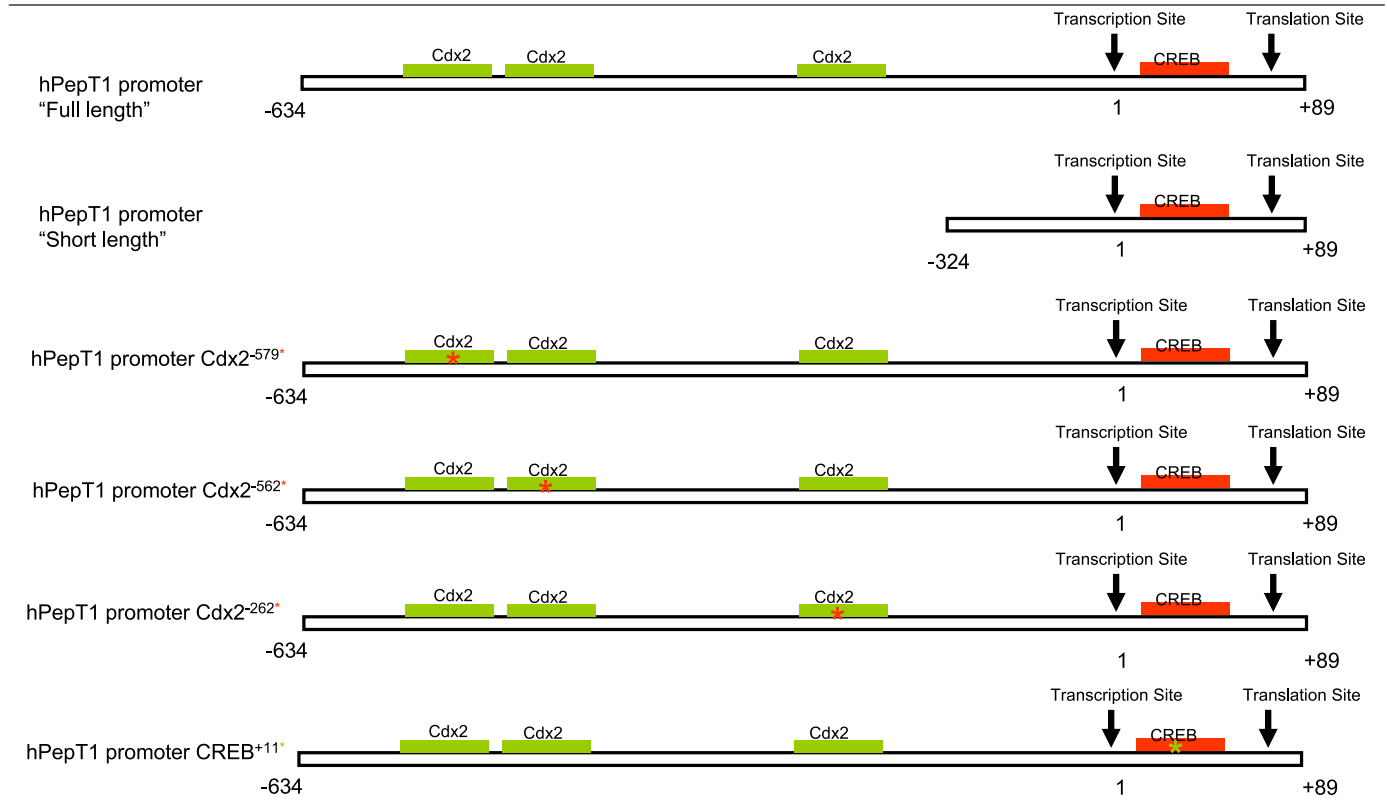 Transcription Site Translation Site
Cdx2 Cdx2 Cdx2 CREB
hPepT1 promoter
“Full length”
-634 1 +89
Transcription Site Translation Site
hPepT1 promoter
“Short length”
CREB
-324 1 +89
Transcription Site Translation Site
hPepT1 promoter Cdx2-579* Cdx2 * Cdx2 Cdx2 CREB
-634 1 +89
Transcription Site Translation Site
hPepT1 promoter Cdx2-562* Cdx2 Cdx2 * Cdx2 CREB
-634 1 +89
Transcription Site Translation Site
hPepT1 promoter Cdx2-262* Cdx2 Cdx2 Cdx2 * CREB
-634 1 +89
Transcription Site Translation Site
hPepT1 promoter CREB+11* Cdx2 Cdx2 Cdx2 CREB *
-634 1 +89